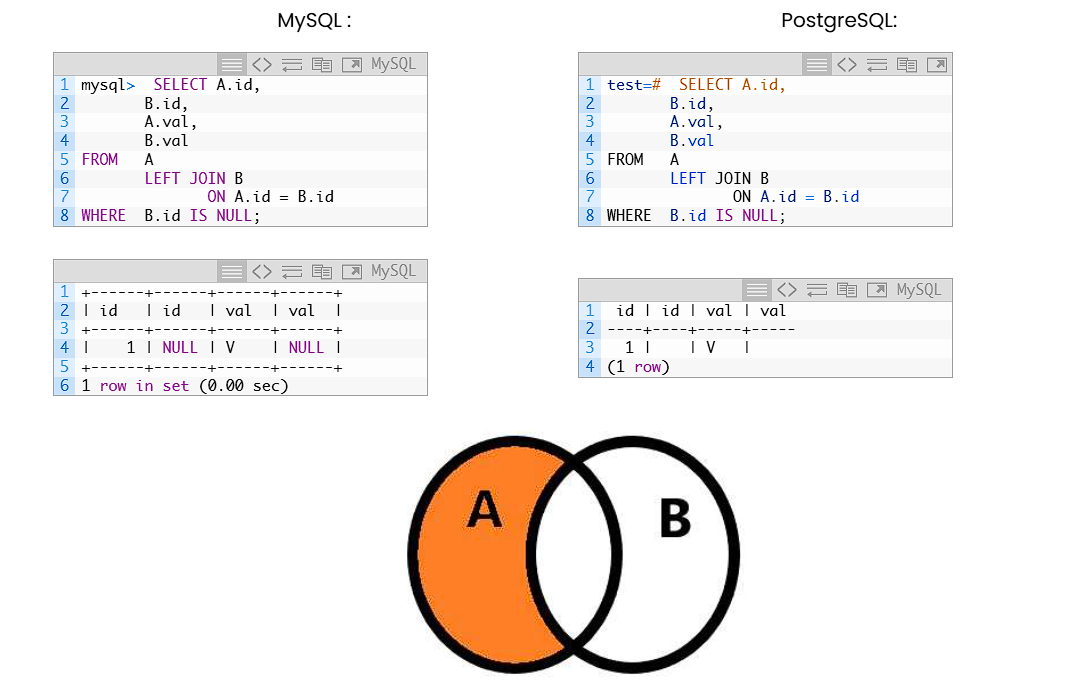 MySQL :
PostgreSQL:
MySQL
1 mysql>  SELECT A.id,
2        B.id,
3        A.val,
4        B.val
5 FROM   A
6        LEFT JOIN B
7               ON A.id = B.id
8 WHERE  B.id IS NULL;
1 test=#  SELECT A.id,
2        B.id,
3        A.val,
4        B.val
5 FROM   A
6        LEFT JOIN B
7               ON A.id = B.id
8 WHERE  B.id IS NULL;
MySQL
1 +------+------+------+------+
2 | id   | id   | val  | val  |
3 +------+------+------+------+
4 |    1 | NULL | V    | NULL |
5 +------+------+------+------+
6 1 row in set (0.00 sec)
MySQL
1  id | id | val | val
2 ----+----+-----+-----
3   1 |    | V   |
4 (1 row)
A
B